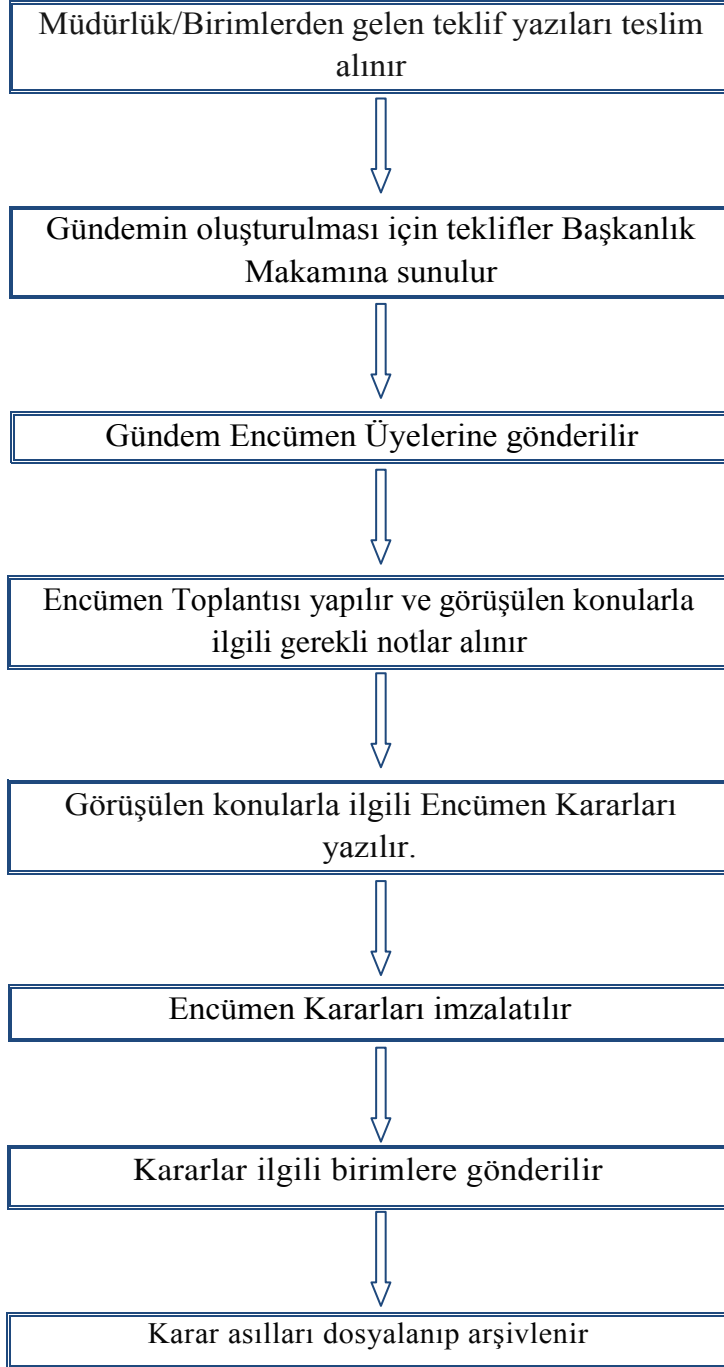 Müdürlük/Birimlerden gelen teklif yazıları teslim
alınır
Gündemin oluşturulması için teklifler Başkanlık
Makamına sunulur
Gündem Encümen Üyelerine gönderilir
Encümen Toplantısı yapılır ve görüşülen konularla
ilgili gerekli notlar alınır
Görüşülen konularla ilgili Encümen Kararları
yazılır.
Encümen Kararları imzalatılır
Kararlar ilgili birimlere gönderilir
Karar asılları dosyalanıp arşivlenir